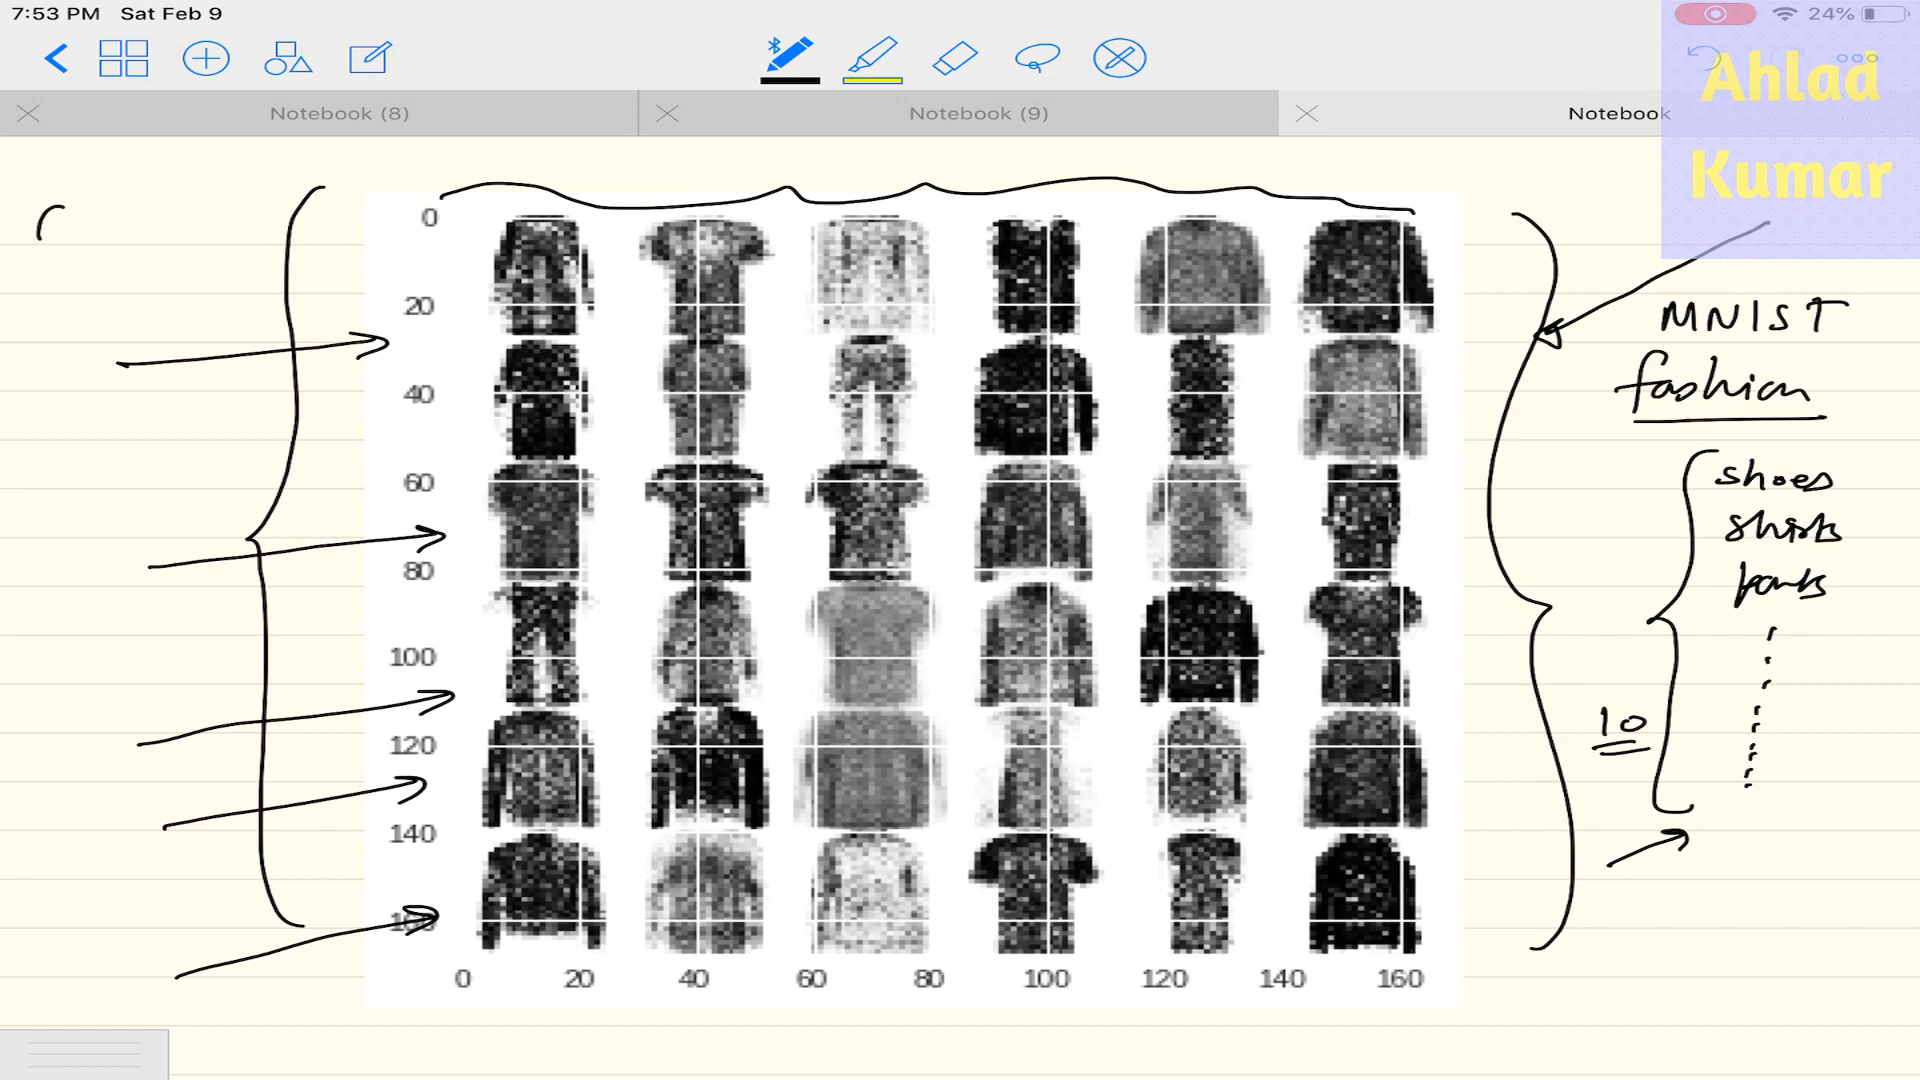 7:53 PM Sat Feb 9
24%
Ahlad
Kumar
Notebook (8)
Notebook (9)
Notebook
0
20
40
60
80
100
120
140
160
0 20 40 60 80 100 120 140 160
MNIST
fashion
shoes
shirts
pants
10